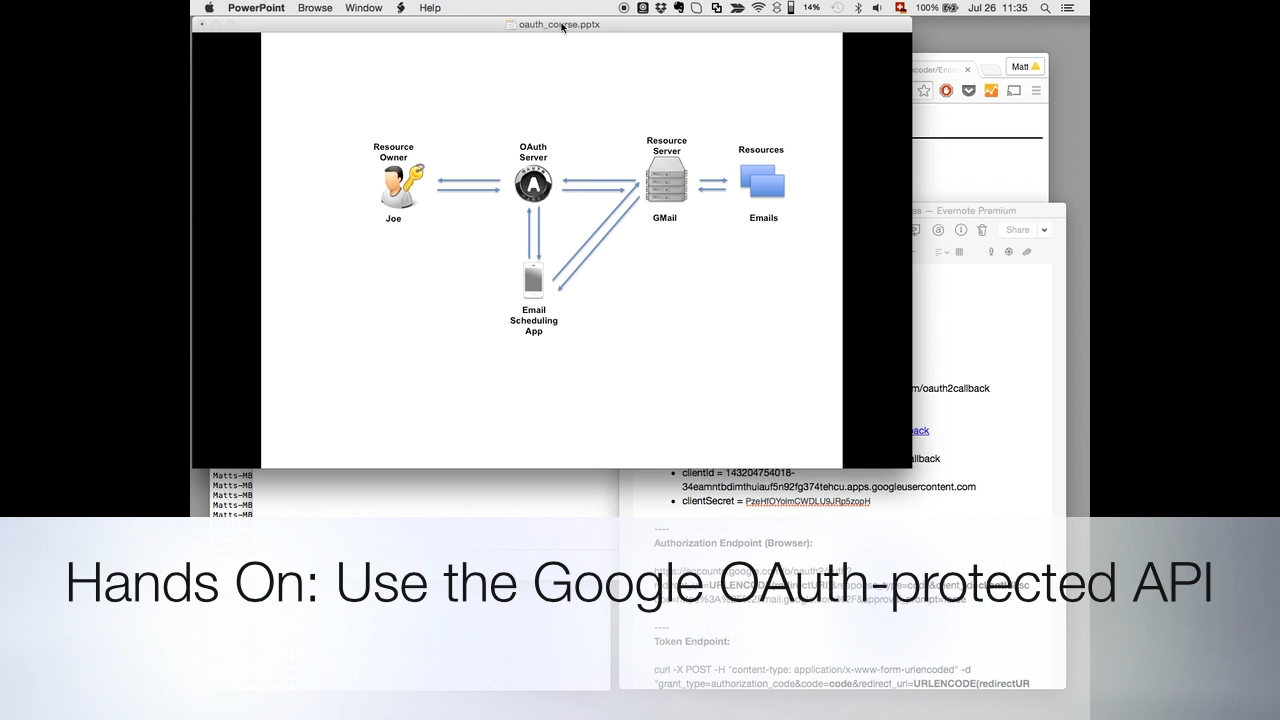 PowerPoint Browse Window Help 14% 100% Jul 26 11:35
oauth_course.pptx
Matt
Resource
Owner
Joe
OAuth
Server
Resource
Server
GMail
Resources
Emails
Email
Scheduling
App
— Evernote Premium
Share
m/oauth2callback
back
allback
clientId = 143204754018-
34eamntbdimthuiauf5n92fg374tehcu.apps.googleusercontent.com
clientSecret =
Matts-MB
Matts-MB
Matts-MB
Matts-MB
Matts-MB
----
Authorization Endpoint (Browser):
Hands On: Use the Google OAuth-protected API
----
Token Endpoint:
curl -X POST -H "content-type: application/x-www-form-urlencoded" -d
"grant_type=authorization_code&code=code&redirect_uri=URLENCODE(redirectUR